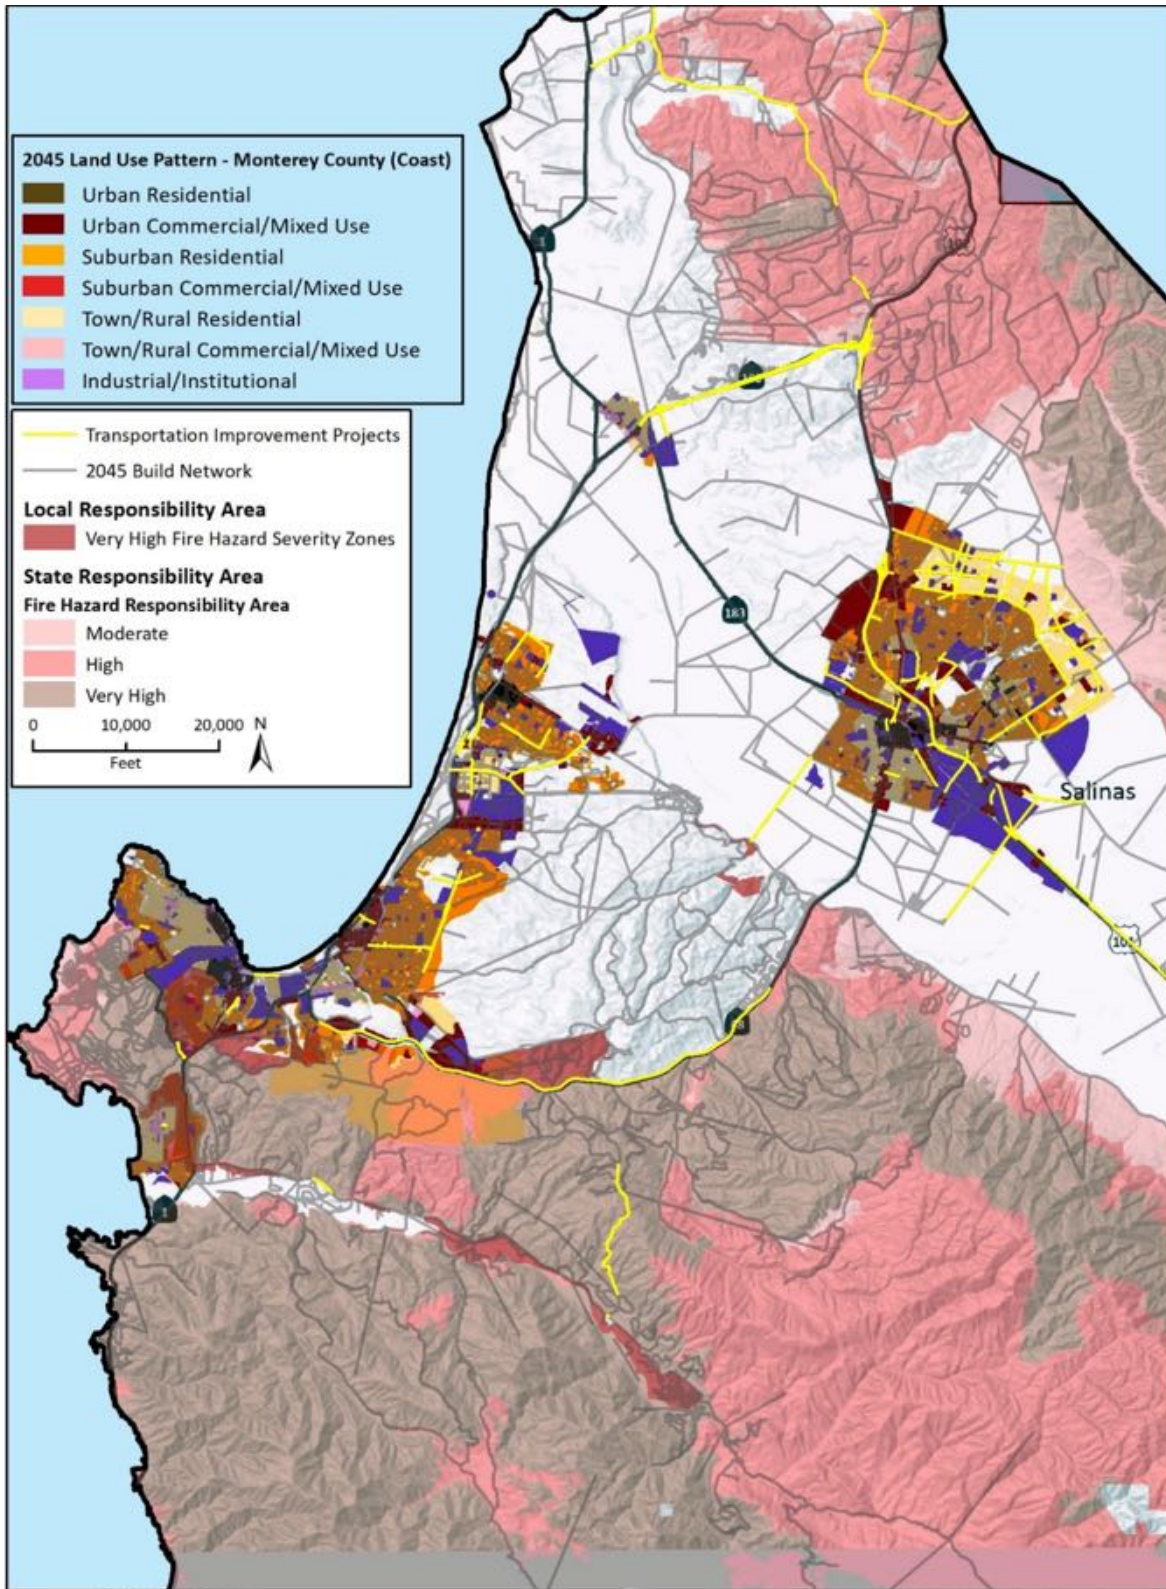 2045 Land Use Pattern - Monterey County (Coast)
Urban Residential
Urban Commercial/Mixed Use
Suburban Residential
Suburban Commercial/Mixed Use
Town/Rural Residential
Town/Rural Commercial/Mixed Use
Industrial/Institutional
Transportation Improvement Projects
2045 Build Network
Local Responsibility Area
Very High Fire Hazard Severity Zones
State Responsibility Area
Fire Hazard Responsibility Area
Moderate
High
Very High
0 10,000 20,000 N
Feet
1
183
Salinas
101
1